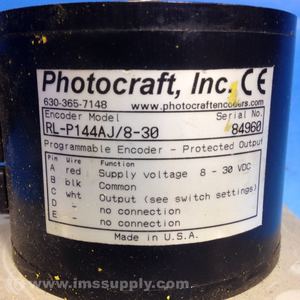 Photocraft, Inc. CE
630-365-7148 www.photocraftencoders.com
Encoder Model Serial No.
RL-P144AJ/8-30 84960
Programmable Encoder - Protected Output
Pin Wire Function
A red Supply voltage 8 - 30 VDC
B blk Common
C wht Output (see switch settings)
D - no connection
E - no connection
Made in U.S.A.
© www.imssupply.com